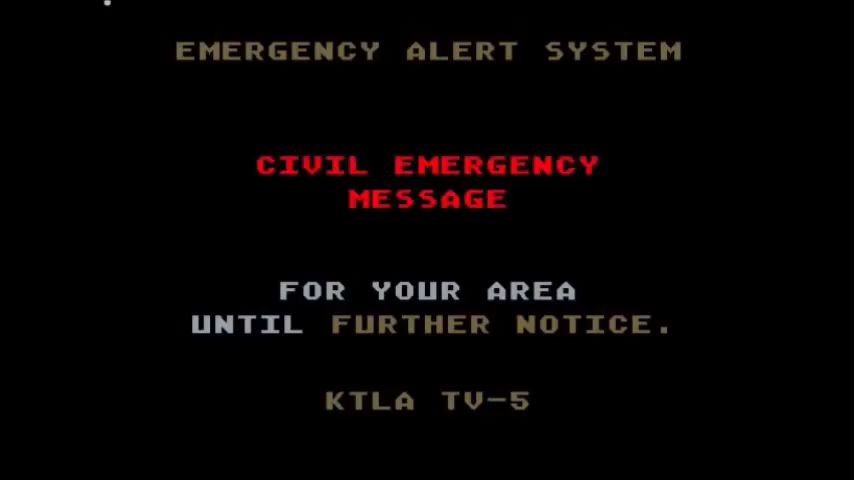 EMERGENCY ALERT SYSTEM
CIVIL EMERGENCY
MESSAGE
FOR YOUR AREA
UNTIL FURTHER NOTICE.
KTLA TV-5